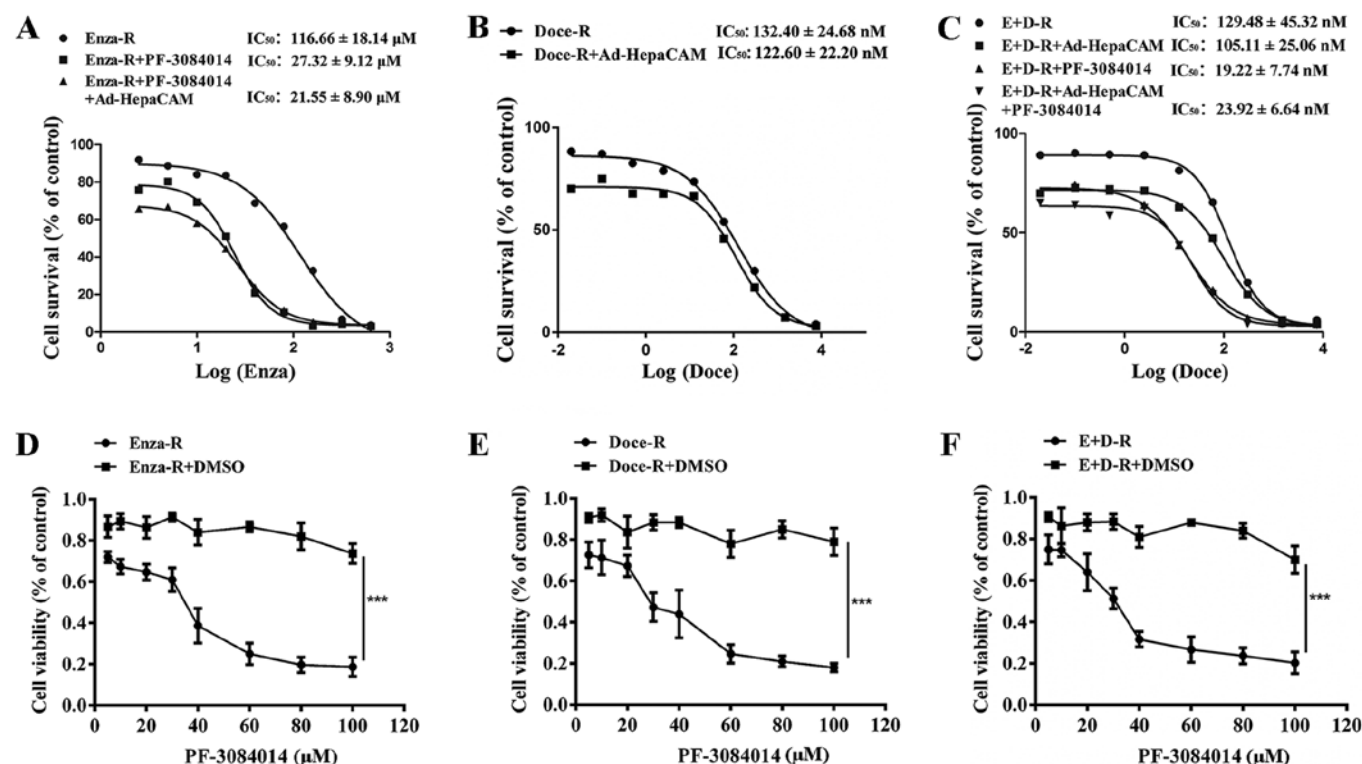 A
Enza-R IC₅₀: 116.66 ± 18.14 μM
Enza-R+PF-3084014 IC₅₀: 27.32 ± 9.12 μM
Enza-R+PF-3084014
+Ad-HepaCAM IC₅₀: 21.55 ± 8.90 μM
Cell survival (% of control)
100
80
60
40
20
0
0 1 2 3
Log (Enza)
B
Doce-R IC₅₀: 132.40 ± 24.68 nM
Doce-R+Ad-HepaCAM IC₅₀: 122.60 ± 22.20 nM
Cell survival (% of control)
100
50
0
-2 0 2 4
Log (Doce)
C
E+D-R IC₅₀: 129.48 ± 45.32 nM
E+D-R+Ad-HepaCAM IC₅₀: 105.11 ± 25.06 nM
E+D-R+PF-3084014 IC₅₀: 19.22 ± 7.74 nM
E+D-R+Ad-HepaCAM
+PF-3084014 IC₅₀: 23.92 ± 6.64 nM
Cell survival (% of control)
100
50
0
-2 0 2 4
Log (Doce)
D
Enza-R
Enza-R+DMSO
Cell viability (% of control)
1.0
0.8
0.6
0.4
0.2
0.0
***
0 20 40 60 80 100 120
PF-3084014 (μM)
E
Doce-R
Doce-R+DMSO
Cell viability (% of control)
1.0
0.8
0.6
0.4
0.2
0.0
***
0 20 40 60 80 100 120
PF-3084014 (μM)
F
E+D-R
E+D-R+DMSO
Cell viability (% of control)
1.0
0.8
0.6
0.4
0.2
0.0
***
0 20 40 60 80 100 120
PF-3084014 (μM)